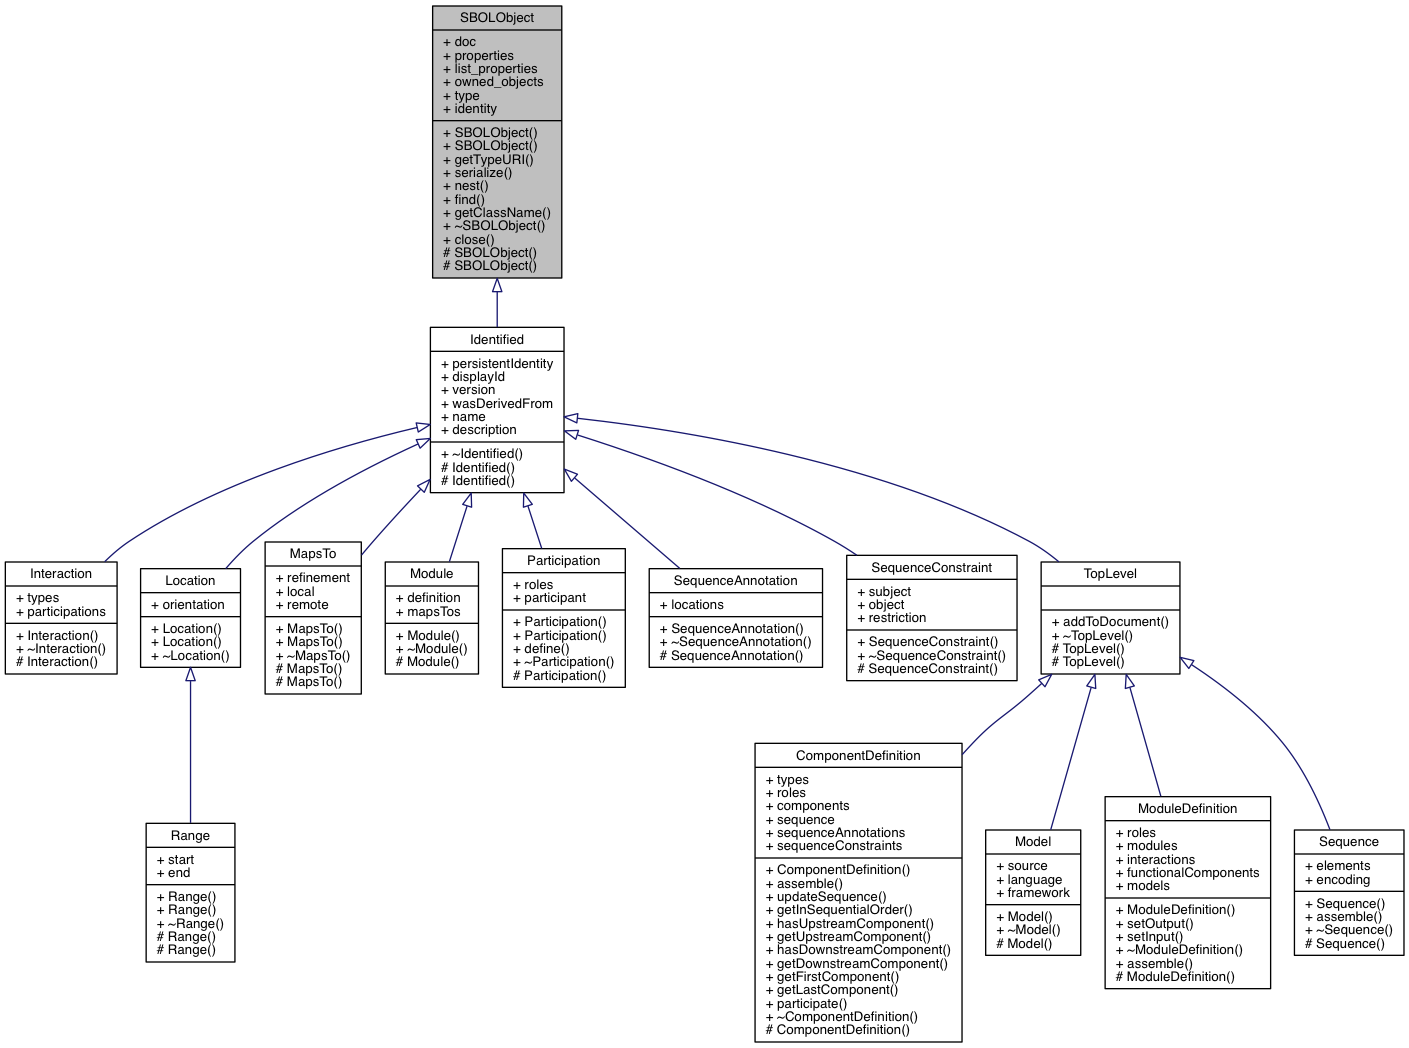 SBOLObject
+ doc
+ properties
+ list_properties
+ owned_objects
+ type
+ identity
+ SBOLObject()
+ SBOLObject()
+ getTypeURI()
+ serialize()
+ nest()
+ find()
+ getClassName()
+ ~SBOLObject()
+ close()
# SBOLObject()
# SBOLObject()
Identified
+ persistentIdentity
+ displayId
+ version
+ wasDerivedFrom
+ name
+ description
+ ~Identified()
# Identified()
# Identified()
Interaction
+ types
+ participations
+ Interaction()
+ ~Interaction()
# Interaction()
Location
+ orientation
+ Location()
+ Location()
+ ~Location()
MapsTo
+ refinement
+ local
+ remote
+ MapsTo()
+ MapsTo()
+ ~MapsTo()
# MapsTo()
# MapsTo()
Module
+ definition
+ mapsTos
+ Module()
+ ~Module()
# Module()
Participation
+ roles
+ participant
+ Participation()
+ Participation()
+ define()
+ ~Participation()
# Participation()
SequenceAnnotation
+ locations
+ SequenceAnnotation()
+ ~SequenceAnnotation()
# SequenceAnnotation()
SequenceConstraint
+ subject
+ object
+ restriction
+ SequenceConstraint()
+ ~SequenceConstraint()
# SequenceConstraint()
TopLevel
+ addToDocument()
+ ~TopLevel()
# TopLevel()
# TopLevel()
Range
+ start
+ end
+ Range()
+ Range()
+ ~Range()
# Range()
# Range()
ComponentDefinition
+ types
+ roles
+ components
+ sequence
+ sequenceAnnotations
+ sequenceConstraints
+ ComponentDefinition()
+ assemble()
+ updateSequence()
+ getInSequentialOrder()
+ hasUpstreamComponent()
+ getUpstreamComponent()
+ hasDownstreamComponent()
+ getDownstreamComponent()
+ getFirstComponent()
+ getLastComponent()
+ participate()
+ ~ComponentDefinition()
# ComponentDefinition()
Model
+ source
+ language
+ framework
+ Model()
+ ~Model()
# Model()
ModuleDefinition
+ roles
+ modules
+ interactions
+ functionalComponents
+ models
+ ModuleDefinition()
+ setOutput()
+ setInput()
+ ~ModuleDefinition()
+ assemble()
# ModuleDefinition()
Sequence
+ elements
+ encoding
+ Sequence()
+ assemble()
+ ~Sequence()
# Sequence()